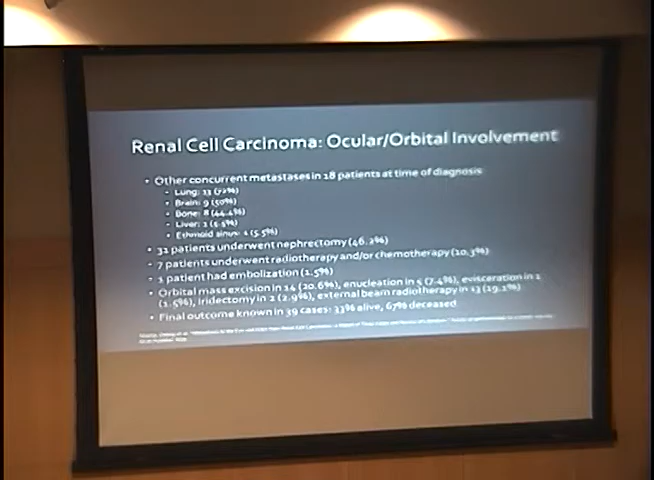 Renal Cell Carcinoma: Ocular/Orbital Involvement
• Other concurrent metastases in 18 patients at time of diagnosis
• Lung: 13 (72%)
• Brain: 9 (50%)
• Bone: 8 (44.4%)
• Liver: 1 (5.5%)
• Ethmoid sinus: 1 (5.5%)
• 31 patients underwent nephrectomy (46.2%)
• 7 patients underwent radiotherapy and/or chemotherapy (10.3%)
• 1 patient had embolization (1.5%)
• Orbital mass excision in 14 (20.6%), enucleation in 5 (7.4%), evisceration in 1
(1.5%), iridectomy in 2 (2.9%), external beam radiotherapy in 13 (19.1%)
• Final outcome known in 39 cases: 33% alive, 67% deceased